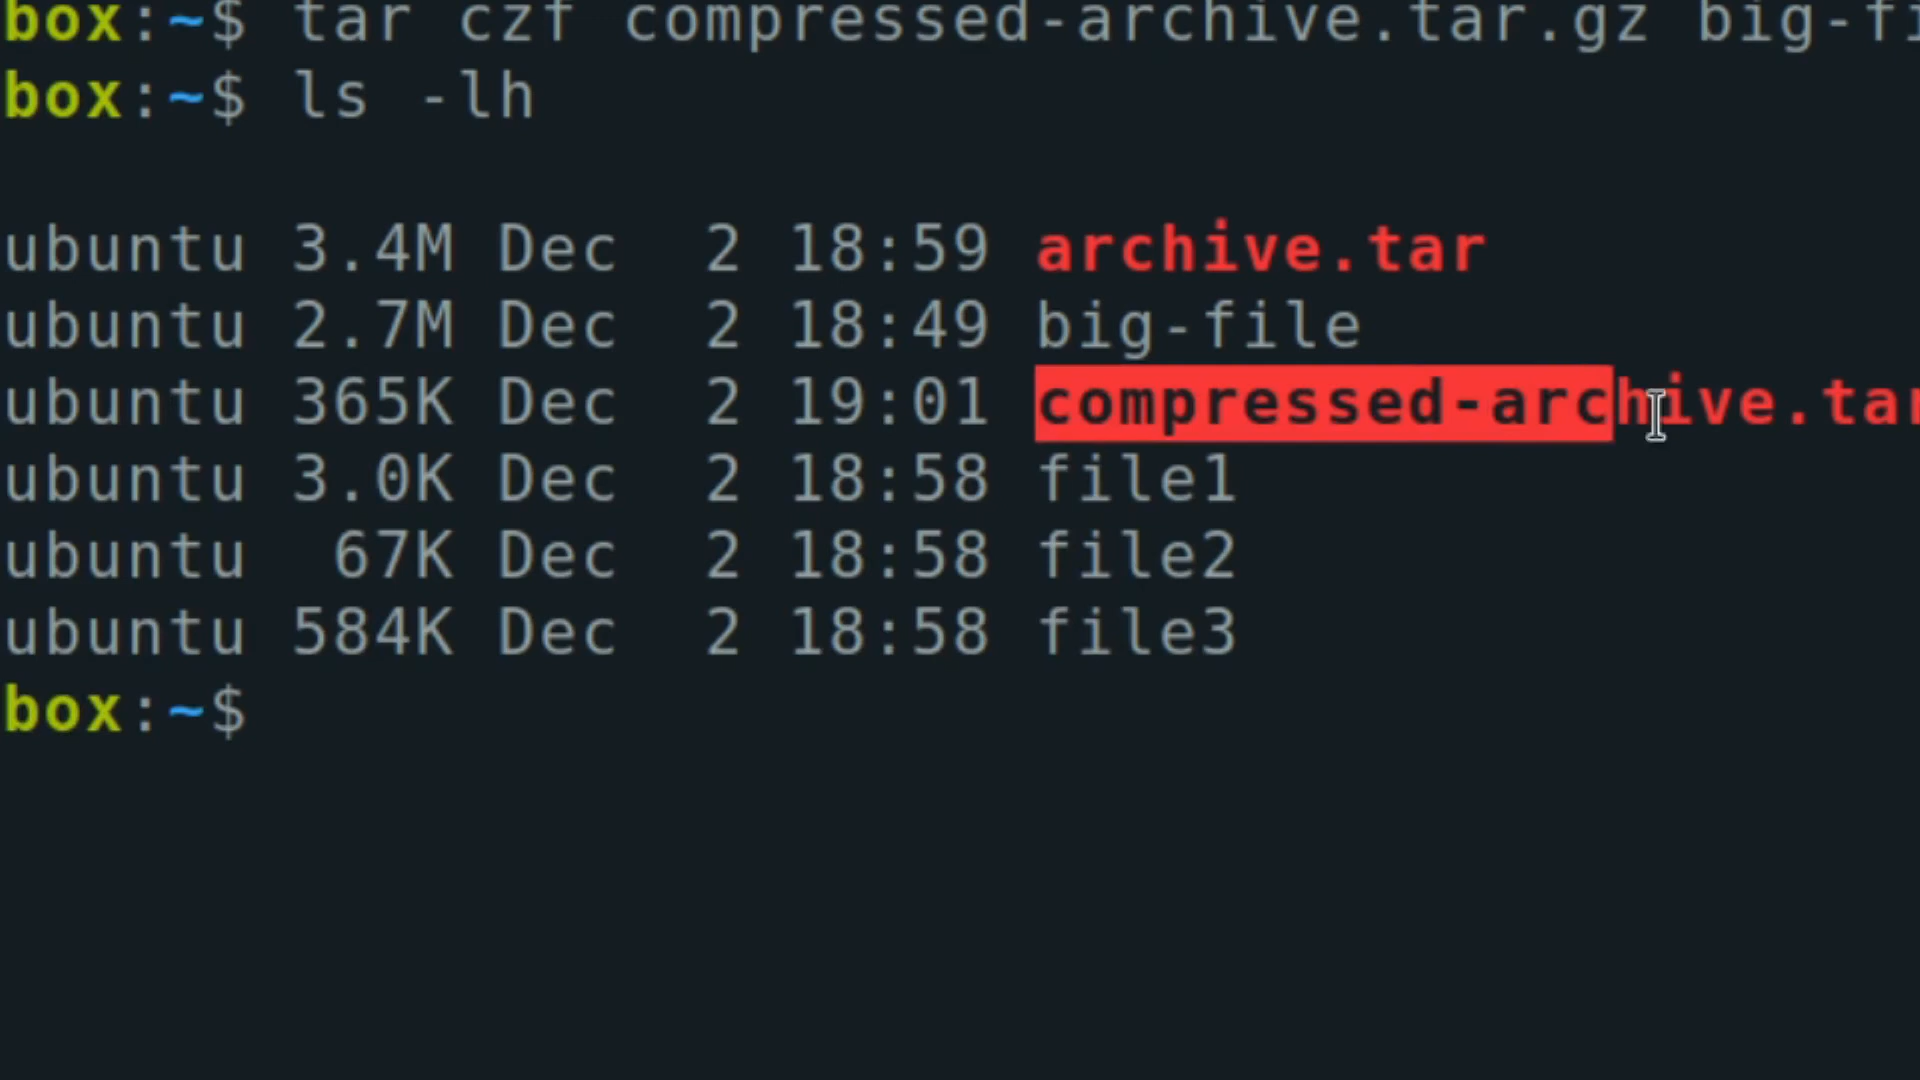 box:~$ tar czf compressed-archive.tar.gz big-fi
box:~$ ls -lh
ubuntu 3.4M Dec  2 18:59 archive.tar
ubuntu 2.7M Dec  2 18:49 big-file
ubuntu 365K Dec  2 19:01 compressed-archive.tar
ubuntu 3.0K Dec  2 18:58 file1
ubuntu  67K Dec  2 18:58 file2
ubuntu 584K Dec  2 18:58 file3
box:~$